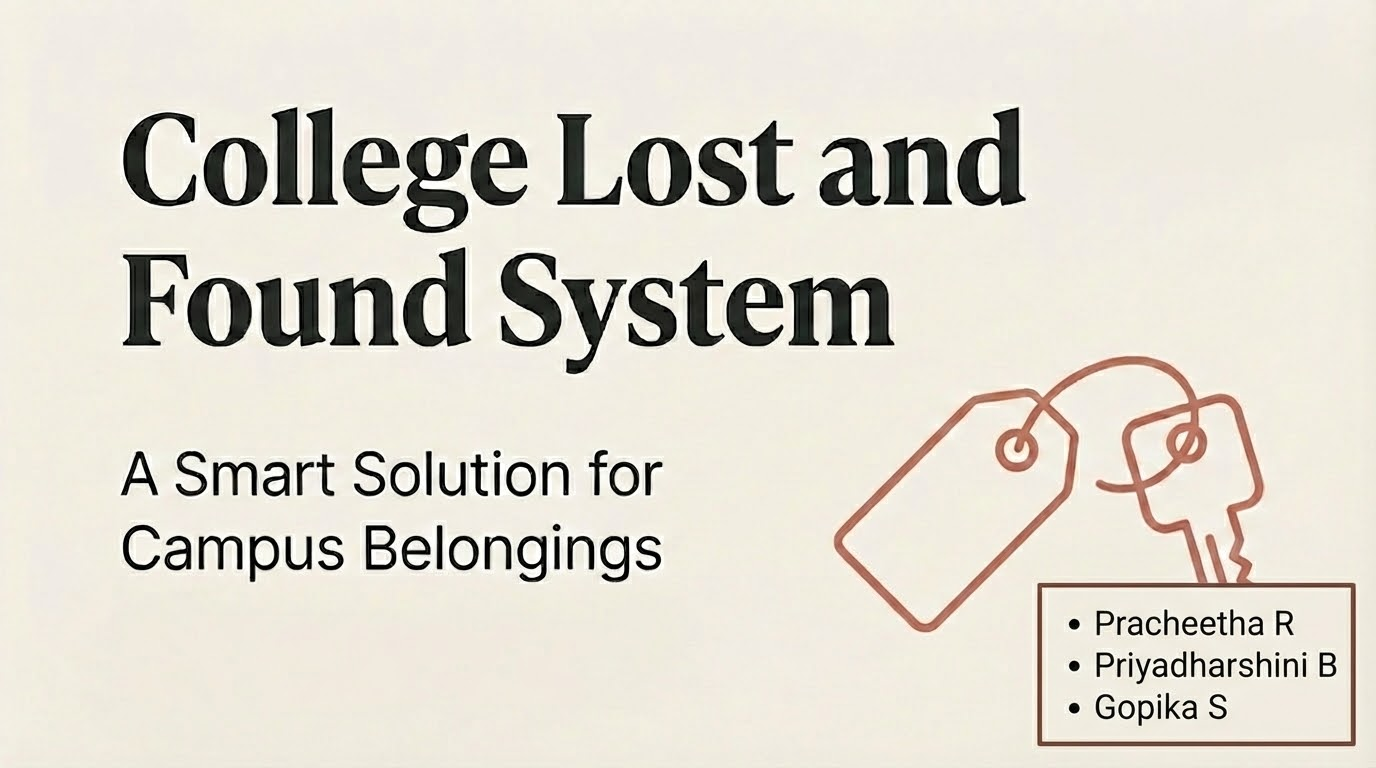 College Lost and
Found System
A Smart Solution for
Campus Belongings
• Pracheetha R
• Priyadharshini B
• Gopika S